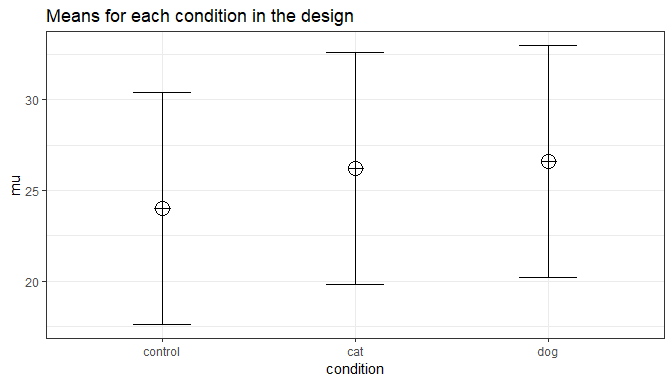 Means for each condition in the design
mu
30
25
20
control cat dog
condition